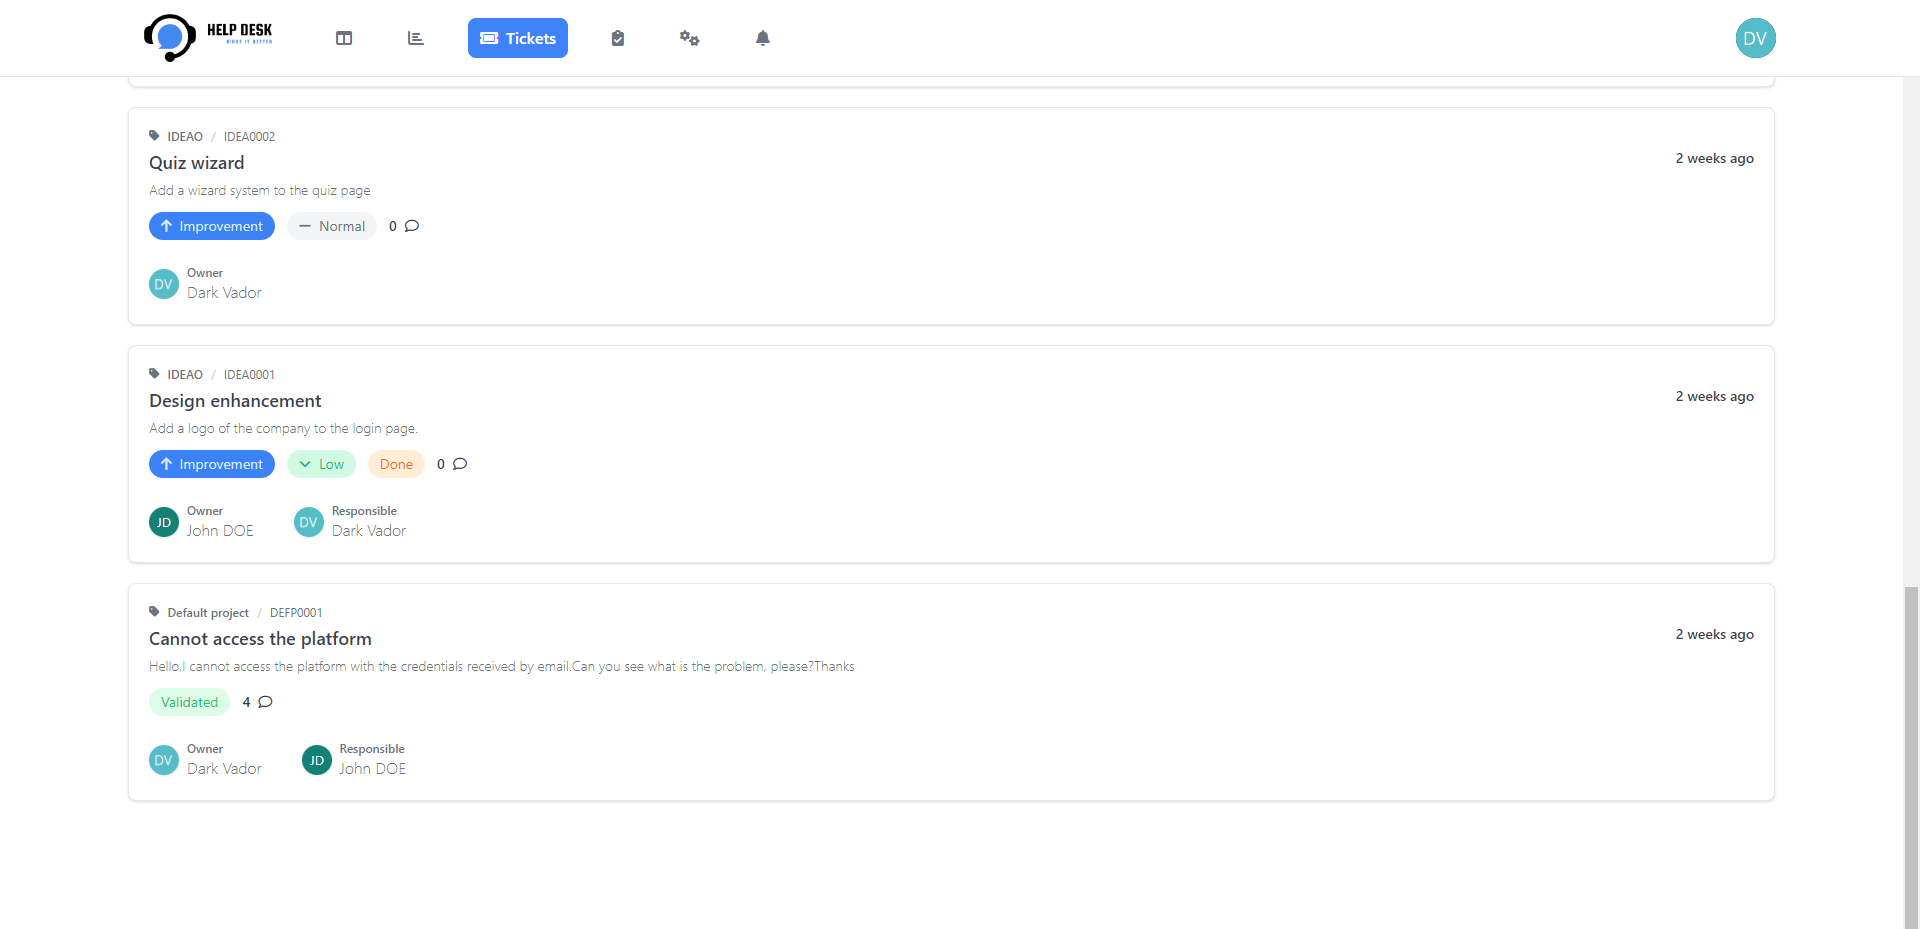 HELP DESK
Tickets
DV
IDEAO / IDEA0002
Quiz wizard
2 weeks ago
Add a wizard system to the quiz page
Improvement Normal 0
DV Owner
Dark Vador
IDEAO / IDEA0001
Design enhancement
2 weeks ago
Add a logo of the company to the login page.
Improvement Low Done 0
JD Owner DV Responsible
John DOE Dark Vador
Default project / DEFP0001
Cannot access the platform
2 weeks ago
Hello,I cannot access the platform with the credentials received by email.Can you see what is the problem, please?Thanks
Validated 4
DV Owner JD Responsible
Dark Vador John DOE